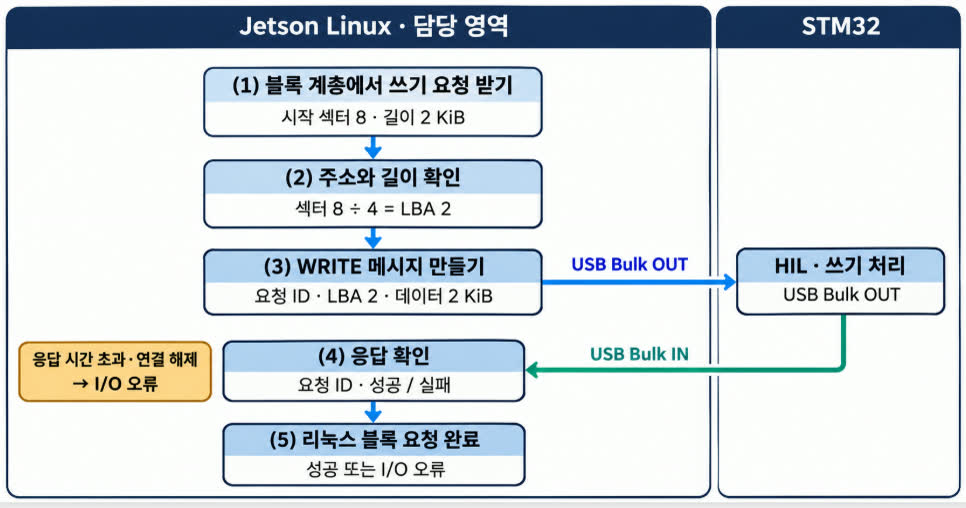 Jetson Linux · 담당 영역
STM32
(1) 블록 계층에서 쓰기 요청 받기
시작 섹터 8 · 길이 2 KiB
(2) 주소와 길이 확인
섹터 8 ÷ 4 = LBA 2
(3) WRITE 메시지 만들기
요청 ID · LBA 2 · 데이터 2 KiB
USB Bulk OUT
HIL · 쓰기 처리
USB Bulk OUT
응답 시간 초과·연결 해제
→ I/O 오류
(4) 응답 확인
요청 ID · 성공 / 실패
USB Bulk IN
(5) 리눅스 블록 요청 완료
성공 또는 I/O 오류